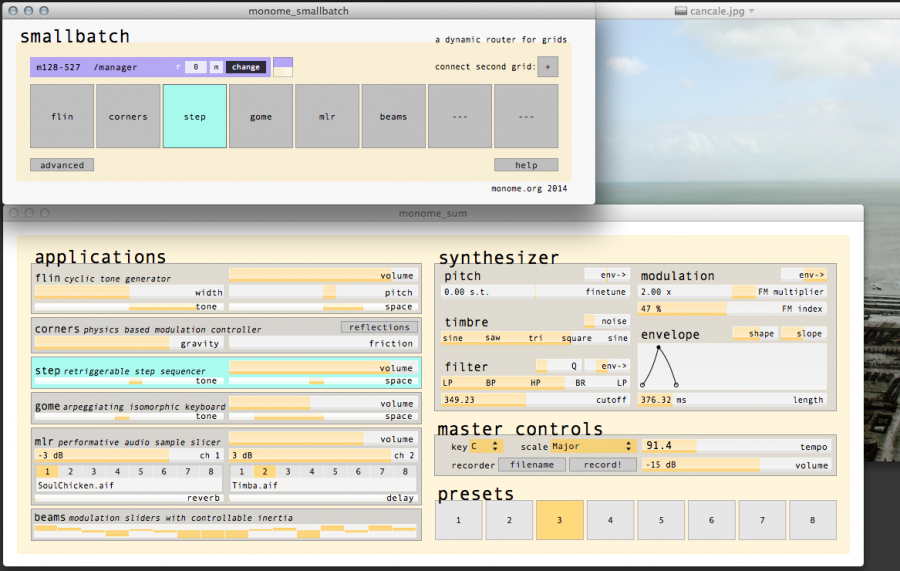 monome_smallbatch
cancale.jpg
smallbatch
a dynamic router for grids
m128-527 /manager r 0 m change
connect second grid: +
flin corners step gome mlr beams --- ---
advanced help
monome.org 2014
monome_sum
applications
flin cyclic tone generator volume
width pitch
tone space
corners physics based modulation controller reflections
gravity friction
step retriggerable step sequencer volume
tone space
gome arpeggiating isomorphic keyboard volume
tone space
mlr performative audio sample slicer volume
-3 dB ch 1 3 dB ch 2
1 2 3 4 5 6 7 8 1 2 3 4 5 6 7 8
SoulChicken.aif Timba.aif
reverb delay
beams modulation sliders with controllable inertia
synthesizer
pitch env->
0.00 s.t. finetune
timbre noise
sine saw tri square sine
filter Q env->
LP BP HP BR LP
349.23 cutoff
modulation env->
2.00 x FM multiplier
47 % FM index
envelope shape slope
376.32 ms length
master controls
key C scale Major 91.4 tempo
recorder filename record! -15 dB volume
presets
1 2 3 4 5 6 7 8